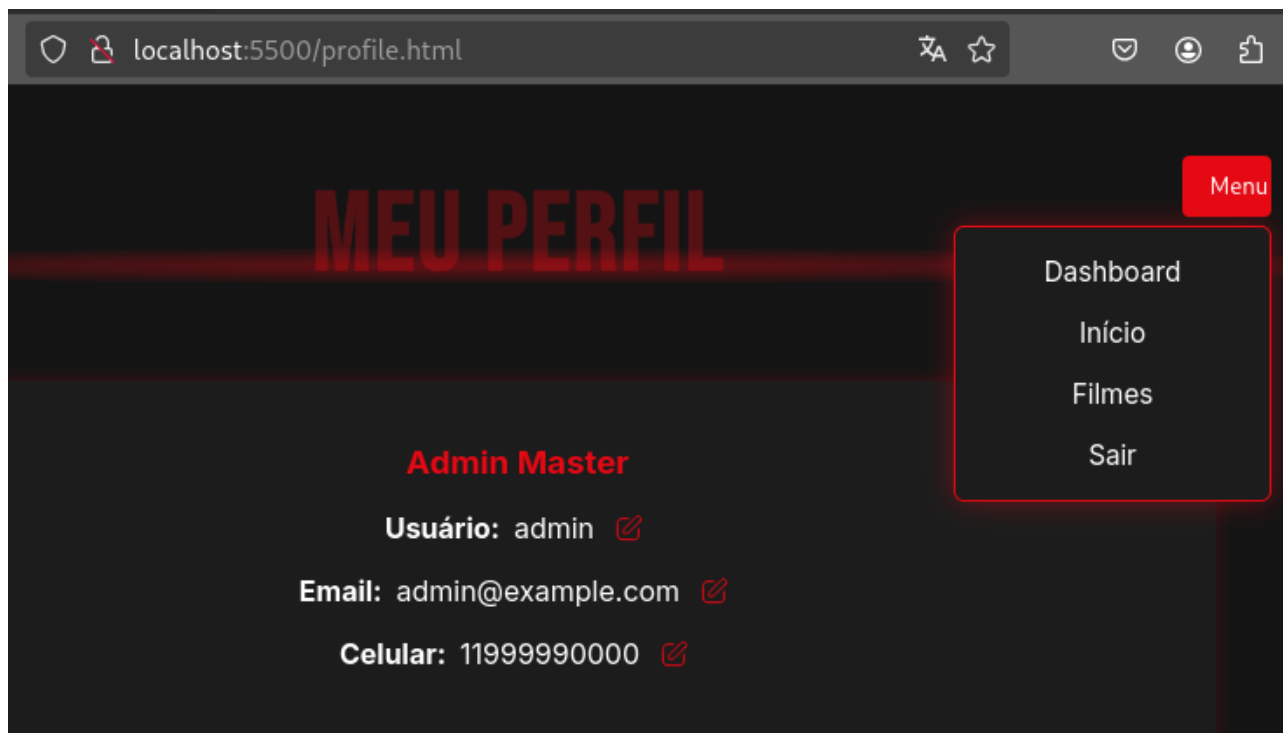 localhost:5500/profile.html
Menu
MEU PERFIL
Dashboard
Início
Filmes
Sair
Admin Master
Usuário: admin
Email: admin@example.com
Celular: 11999990000